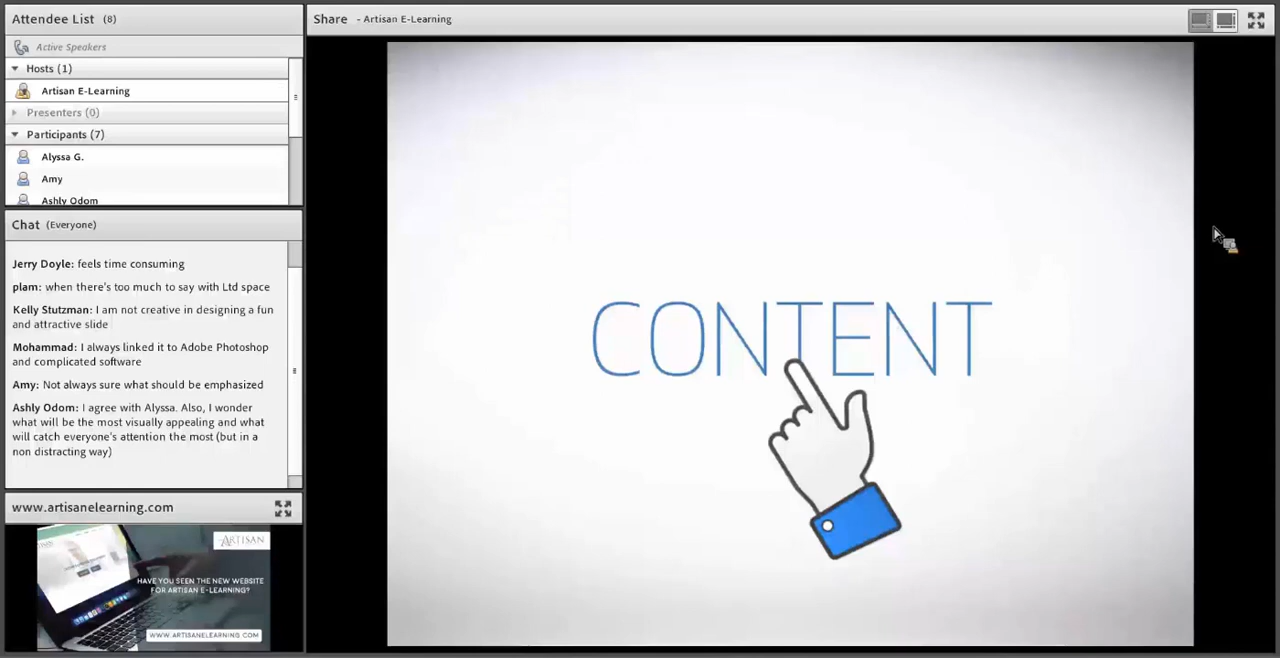 Attendee List (8)
Active Speakers
Hosts (1)
Artisan E-Learning
Presenters (0)
Participants (7)
Alyssa G.
Amy
Ashly Odom
Chat (Everyone)
Jerry Doyle: feels time consuming
plam: when there's too much to say with Ltd space
Kelly Stutzman: I am not creative in designing a fun
and attractive slide
Mohammad: I always linked it to Adobe Photoshop
and complicated software
Amy: Not always sure what should be emphasized
Ashly Odom: I agree with Alyssa. Also, I wonder
what will be the most visually appealing and what
will catch everyone's attention the most (but in a
non distracting way)
www.artisanelearning.com
ARTISAN
HAVE YOU SEEN THE NEW WEBSITE
FOR ARTISAN E-LEARNING?
WWW.ARTISANELEARNING.COM
Share - Artisan E-Learning
CONTENT